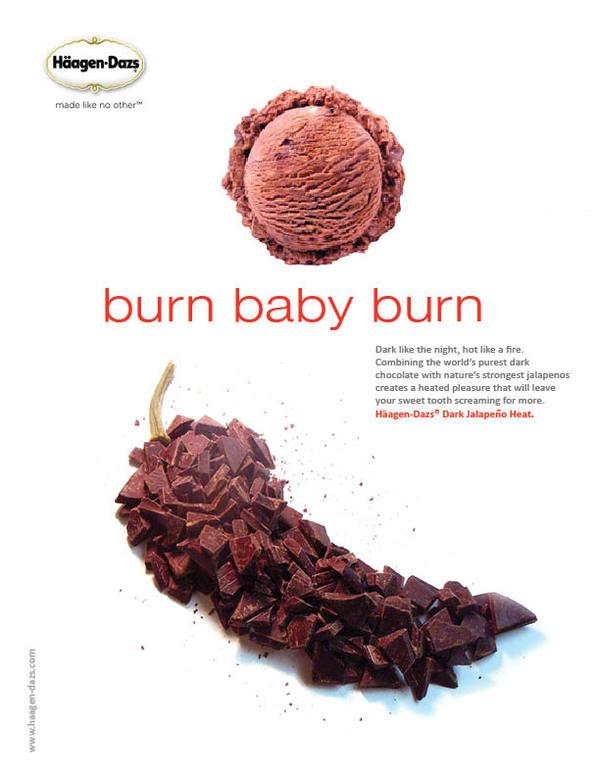 Häagen-Dazs®
made like no other™
burn baby burn
Dark like the night, hot like a fire.
Combining the world's purest dark
chocolate with nature's strongest jalapenos
creates a heated pleasure that will leave
your sweet tooth screaming for more.
Häagen-Dazs® Dark Jalapeño Heat.
www.haagen-dazs.com